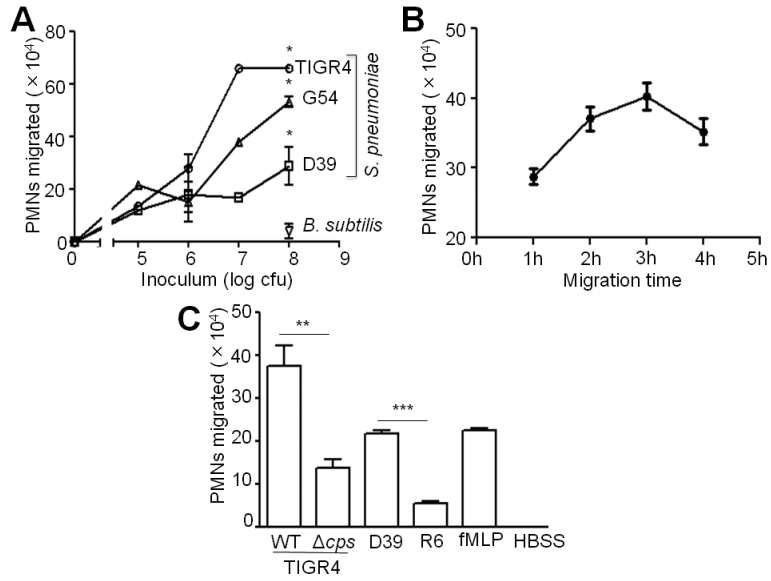 A
PMNs migrated (×10⁴)
80
60
40
20
0
0
5
6
7
8
9
Inoculum (log cfu)
*
TIGR4
*
G54
*
D39
S. pneumoniae
B. subtilis
B
PMNs migrated (×10⁴)
50
40
30
20
0h
1h
2h
3h
4h
5h
Migration time
C
PMNs migrated (×10⁴)
50
40
30
20
10
0
**
***
WT Δcps D39 R6 fMLP HBSS
TIGR4